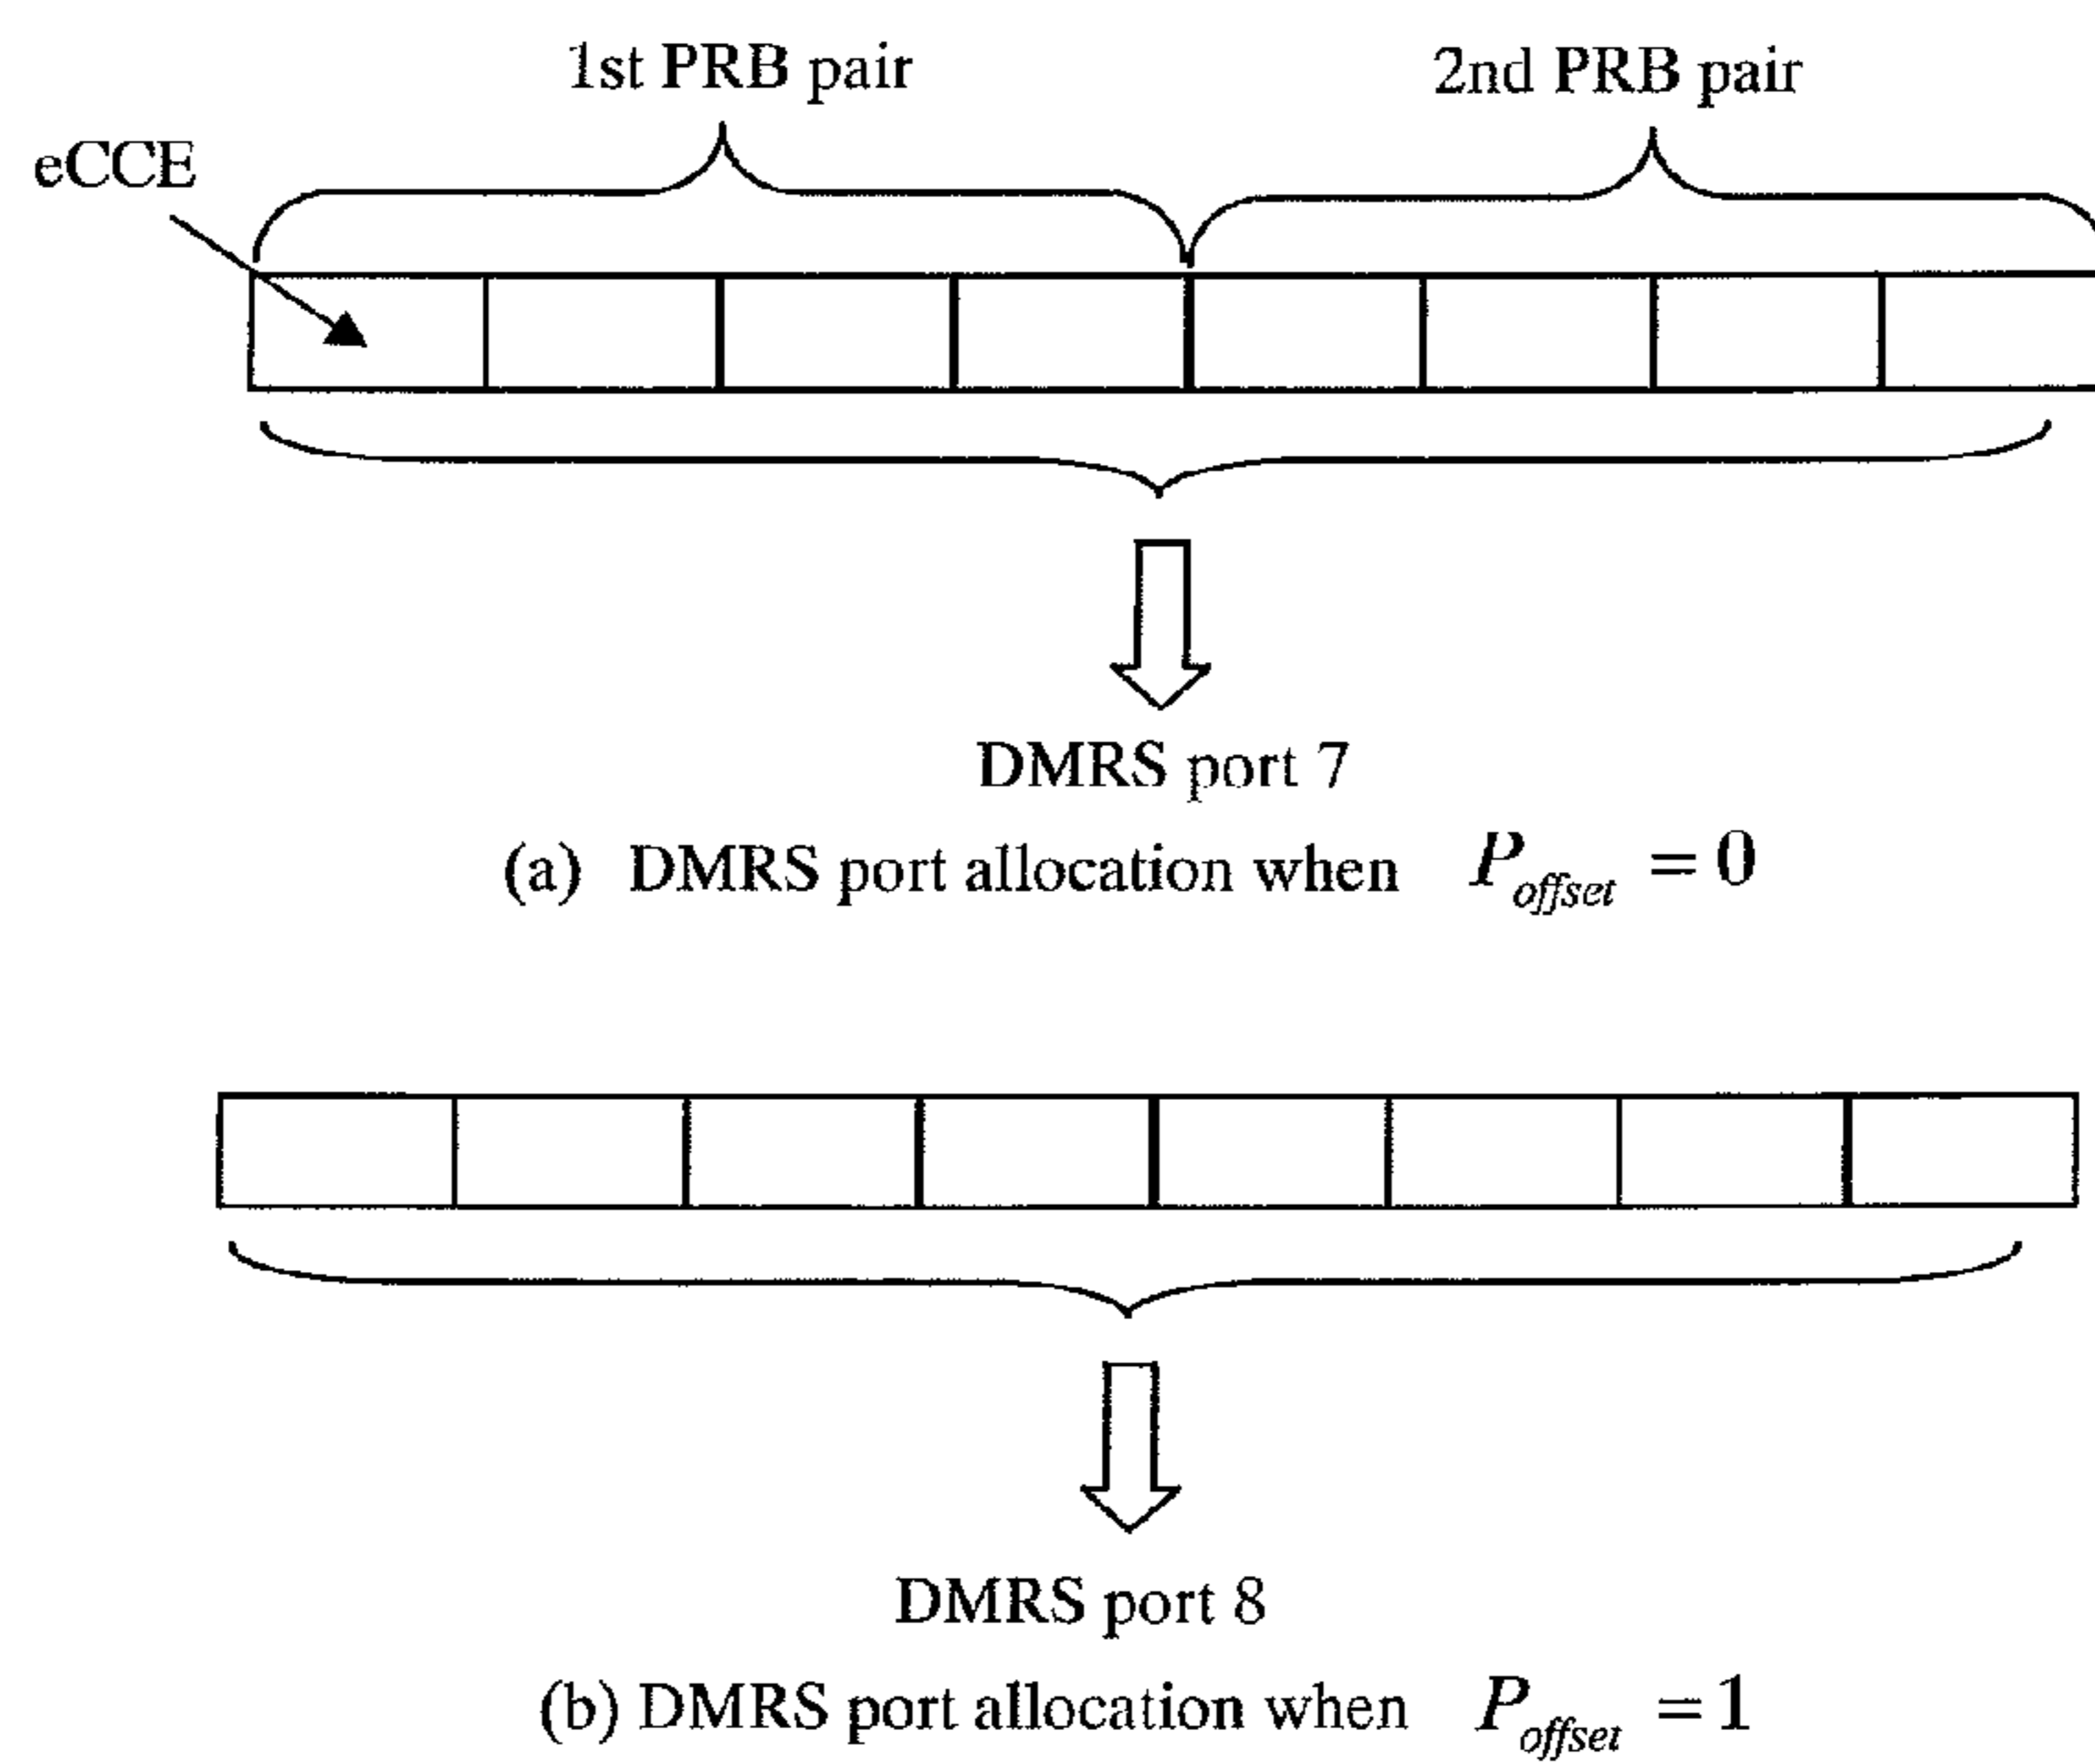 1st PRB pair
2nd PRB pair
eCCE
DMRS port 7
(a) DMRS port allocation when P_offset = 0
DMRS port 8
(b) DMRS port allocation when P_offset = 1